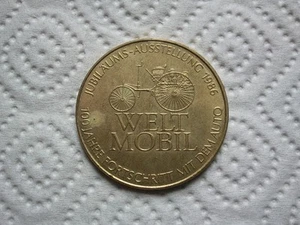 JUBILÄUMS-AUSSTELLUNG 1986
WELT
MOBIL
100 JAHRE FORTSCHRITT MIT DEM AUTO